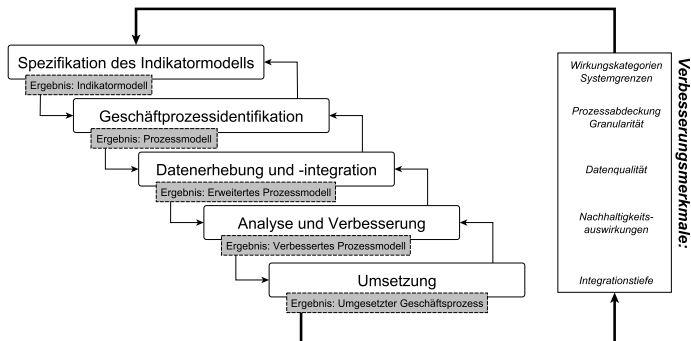 Spezifikation des Indikatormodells
Ergebnis: Indikatormodell
Geschäftprozessidentifikation
Ergebnis: Prozessmodell
Datenerhebung und -integration
Ergebnis: Erweitertes Prozessmodell
Analyse und Verbesserung
Ergebnis: Verbessertes Prozessmodell
Umsetzung
Ergebnis: Umgesetzter Geschäftsprozess
Verbesserungsmerkmale:
Wirkungskategorien
Systemgrenzen
Prozessabdeckung
Granularität
Datenqualität
Nachhaltigkeits-
auswirkungen
Integrationstiefe